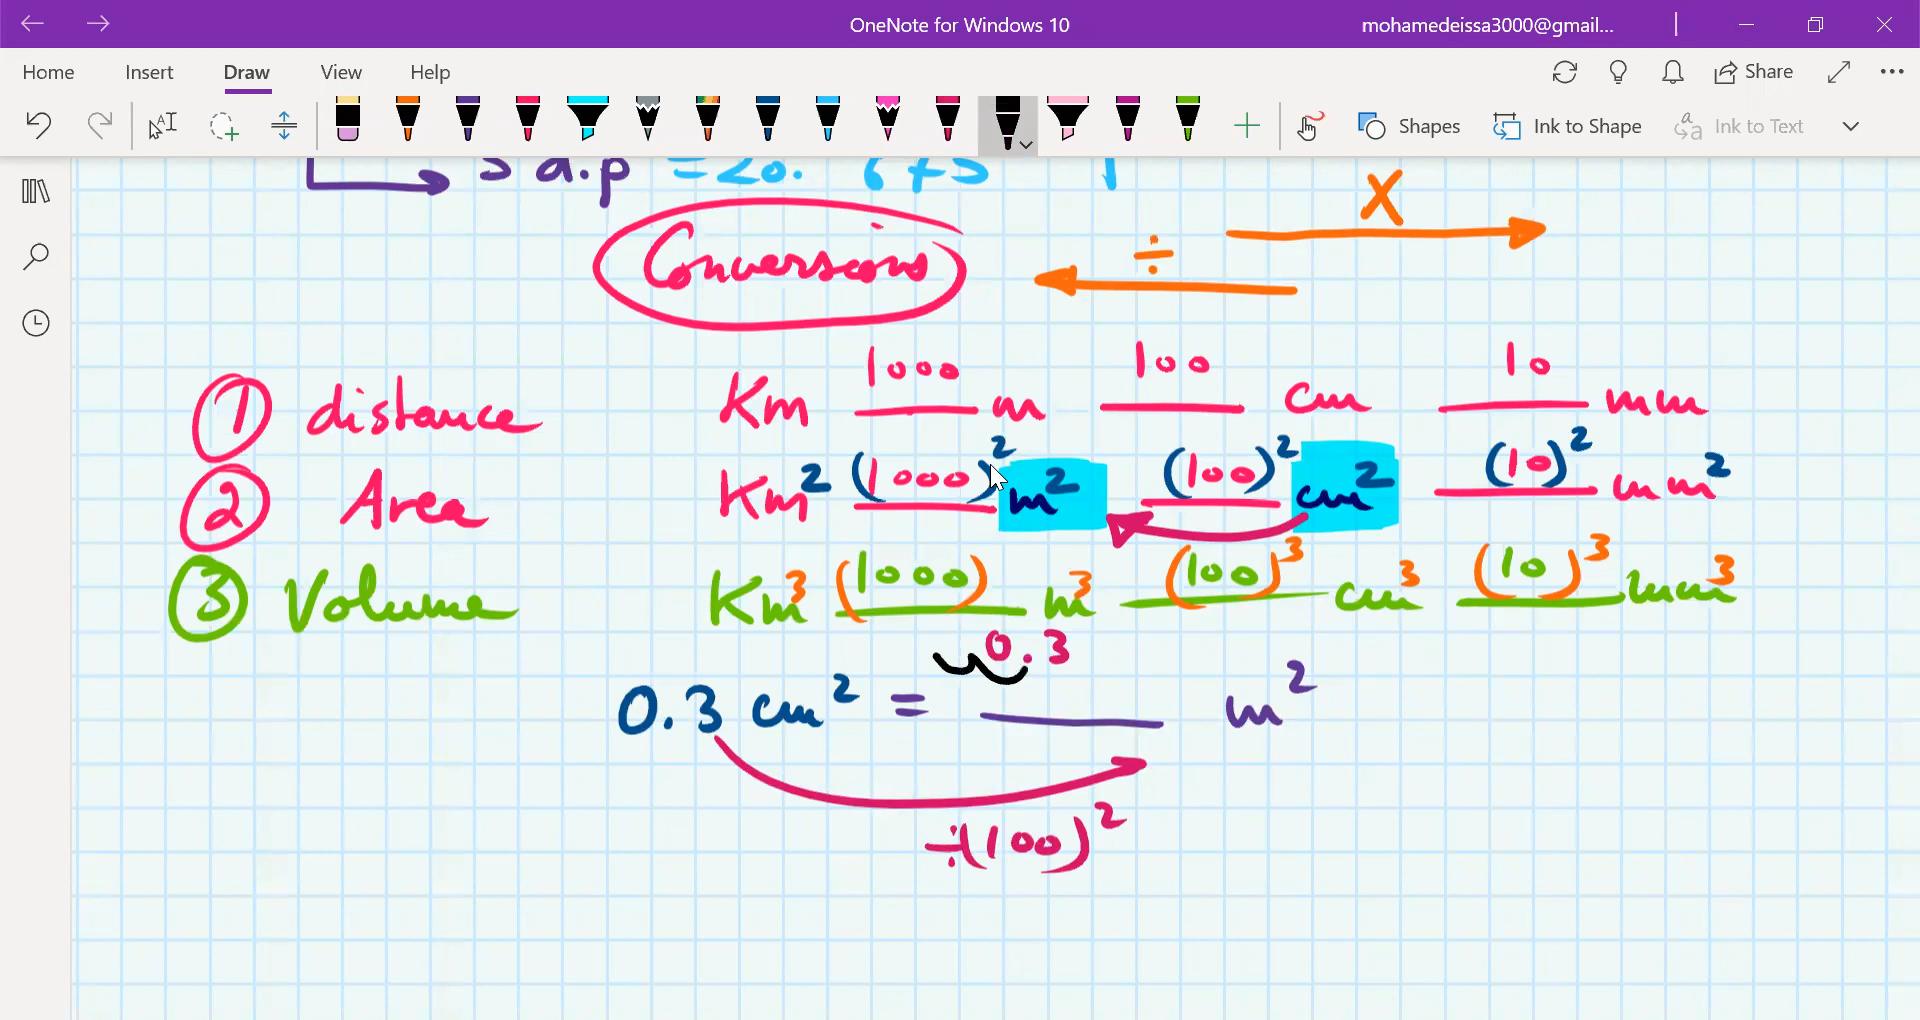 OneNote for Windows 10
mohamedeissa3000@gmail...
Home Insert Draw View Help
Share
Shapes Ink to Shape Ink to Text
3 d.p = 20.
X
Conversions ÷
1000 100 10
① distance Km m cm mm
② Area Km² (1000)² m² (100)² cm² (10)² mm²
③ Volume Km³ (1000) m³ (100)³ cm³ (10)³ mm³
0.3
0.3 cm² = m²
÷(100)²